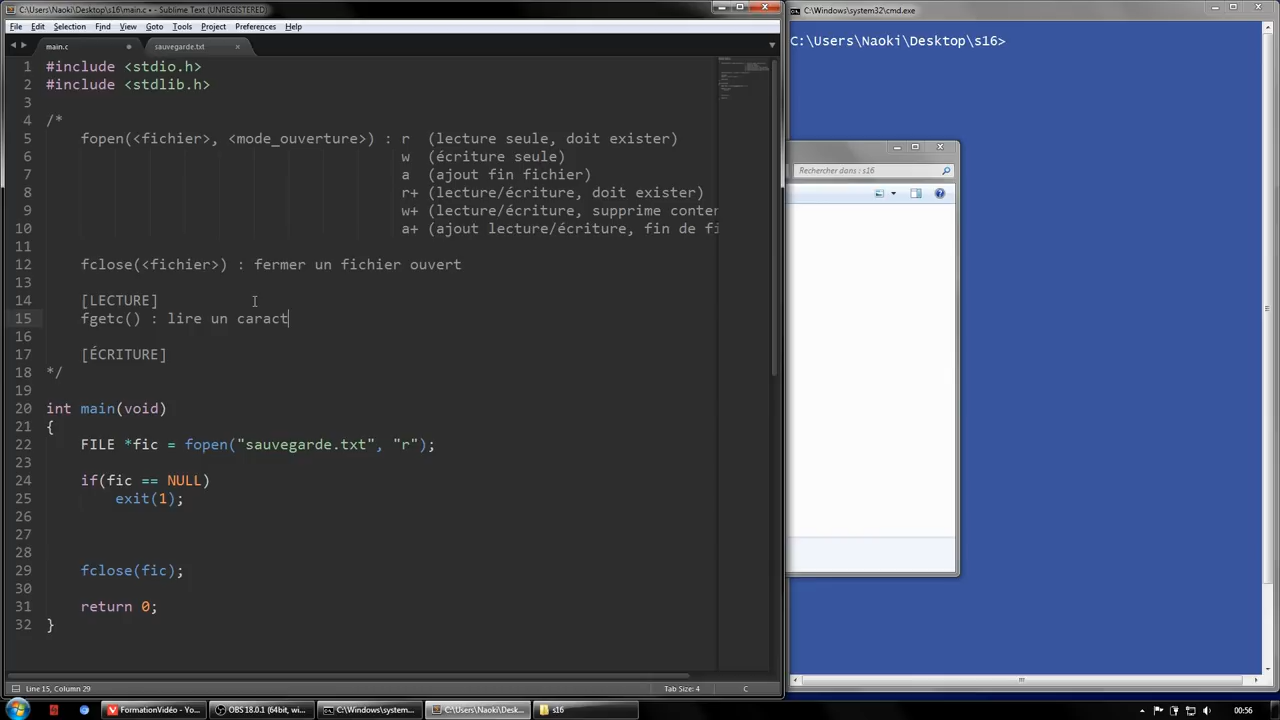 C:\Users\Naoki\Desktop\s16\main.c • - Sublime Text (UNREGISTERED)
File Edit Selection Find View Goto Tools Project Preferences Help
main.c
sauvegarde.txt
1 #include <stdio.h>
2 #include <stdlib.h>
3
4 /*
5 fopen(<fichier>, <mode_ouverture>) : r (lecture seule, doit exister)
6 w (écriture seule)
7 a (ajout fin fichier)
8 r+ (lecture/écriture, doit exister)
9 w+ (lecture/écriture, supprime conten
10 a+ (ajout lecture/écriture, fin de fi
11
12 fclose(<fichier>) : fermer un fichier ouvert
13
14 [LECTURE]
15 fgetc() : lire un caract
16
17 [ÉCRITURE]
18 */
19
20 int main(void)
21 {
22 FILE *fic = fopen("sauvegarde.txt", "r");
23
24 if(fic == NULL)
25 exit(1);
26
27
28
29 fclose(fic);
30
31 return 0;
32 }
Line 15, Column 29
Tab Size: 4
C
C:\Windows\system32\cmd.exe
C:\Users\Naoki\Desktop\s16>
Rechercher dans : s16
FormationVidéo - Yo...
OBS 18.0.1 (64bit, wi...
C:\Windows\system...
C:\Users\Naoki\Desk...
s16
00:56